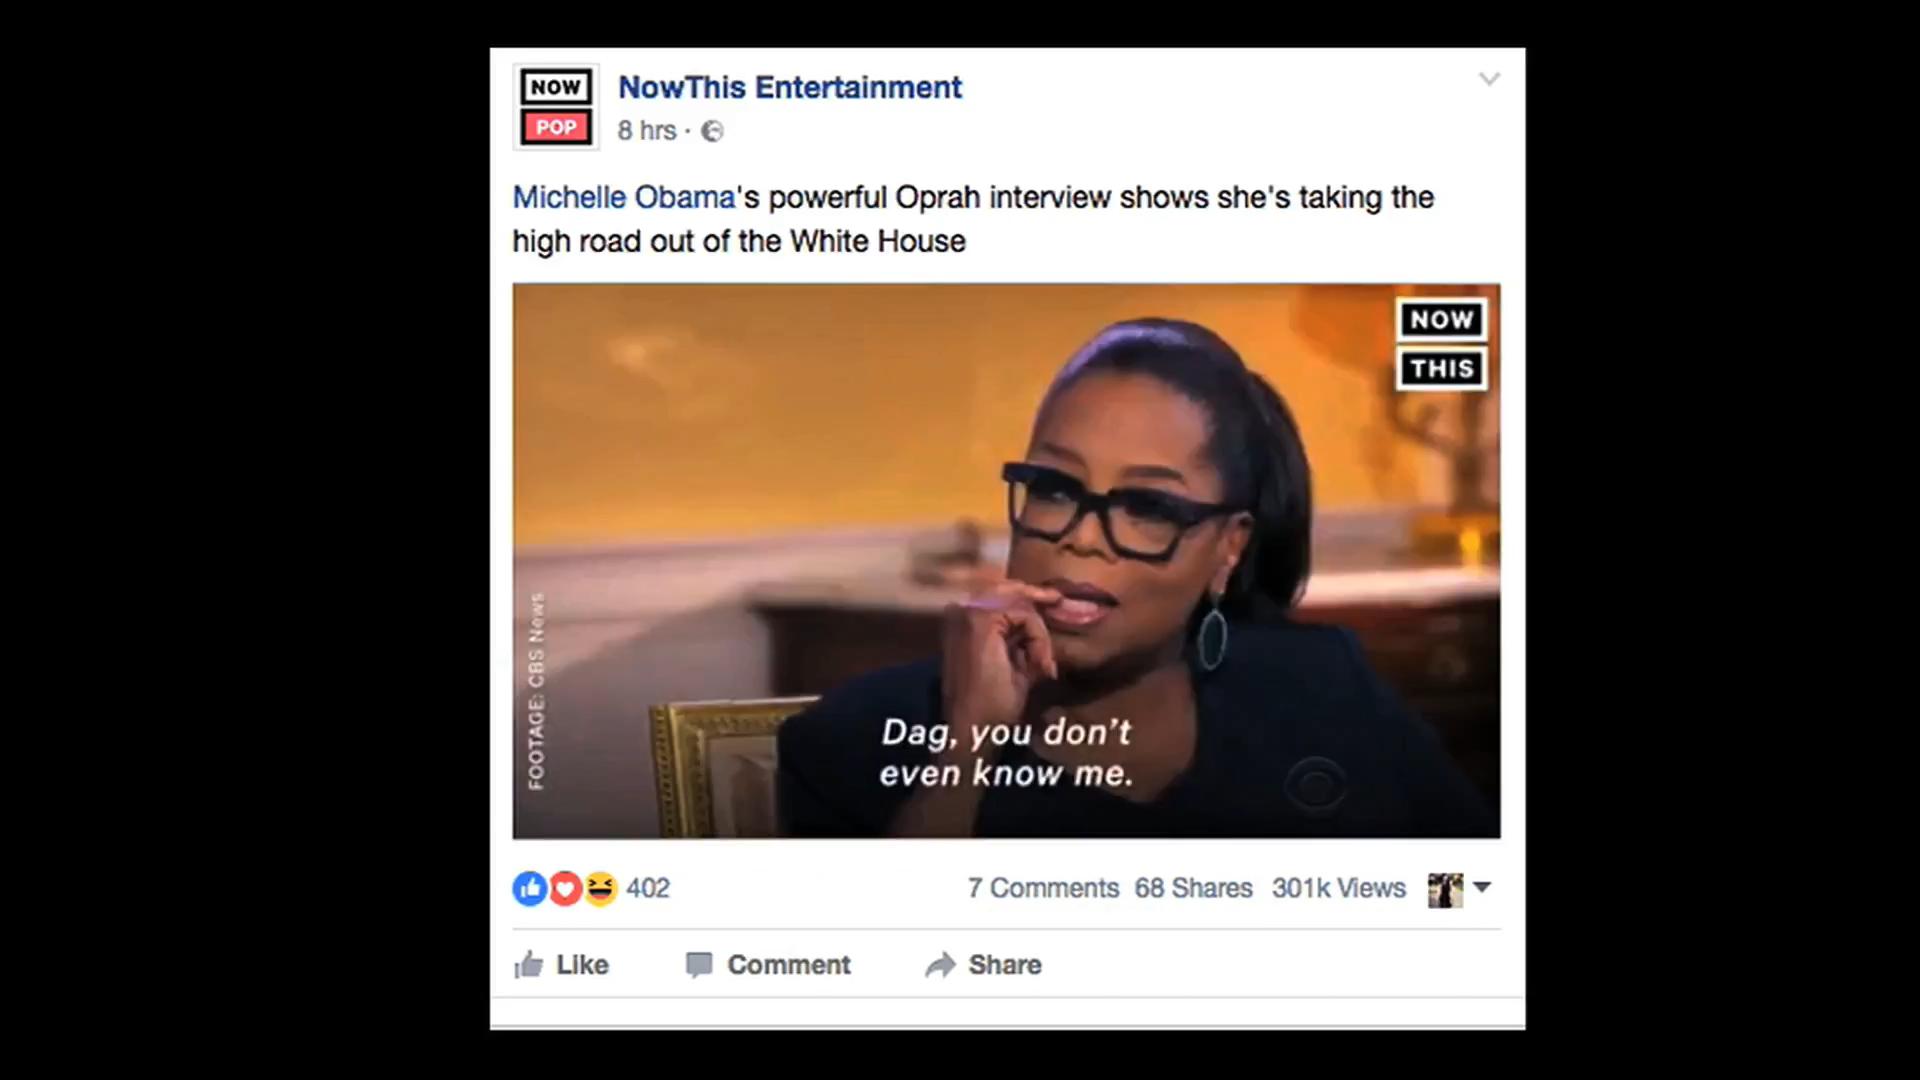 NOW
POP
NowThis Entertainment
8 hrs ·
Michelle Obama's powerful Oprah interview shows she's taking the
high road out of the White House
NOW
THIS
FOOTAGE: CBS News
Dag, you don't
even know me.
402
7 Comments 68 Shares 301k Views
Like Comment Share